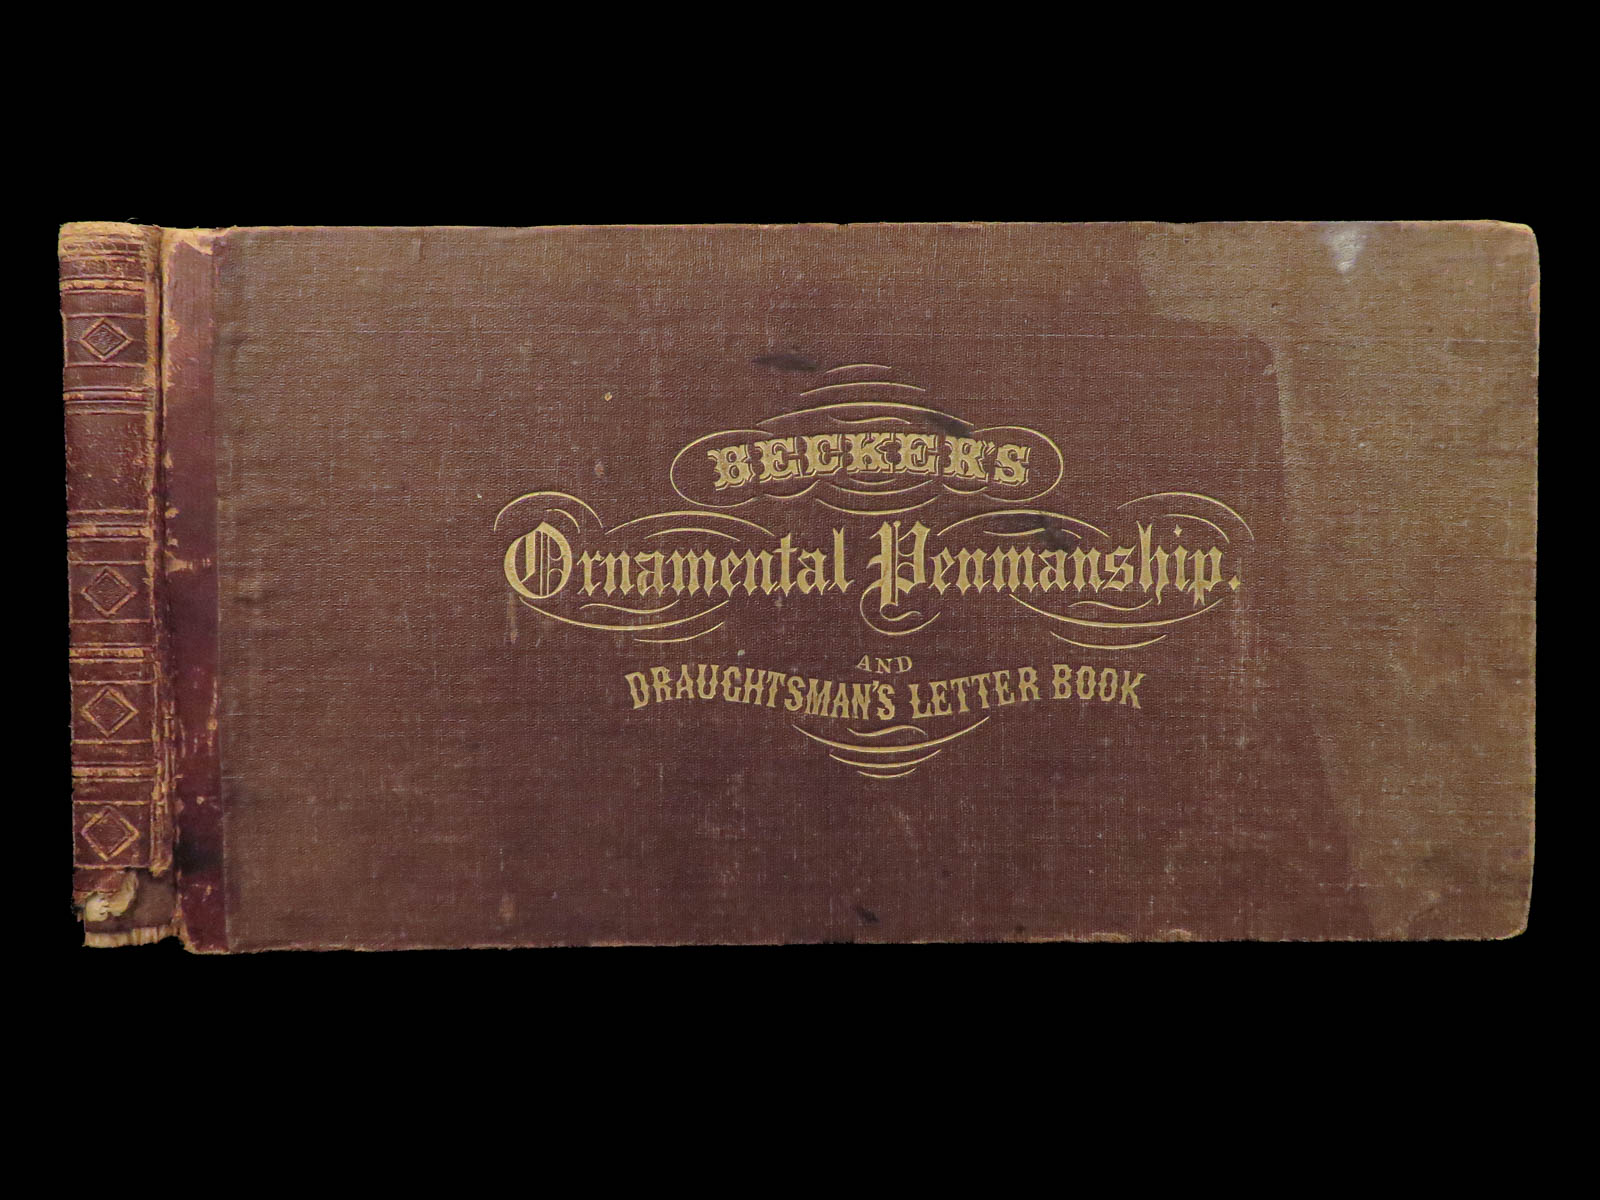 BECKER'S
Ornamental Penmanship.
AND
DRAUGHTSMAN'S LETTER BOOK